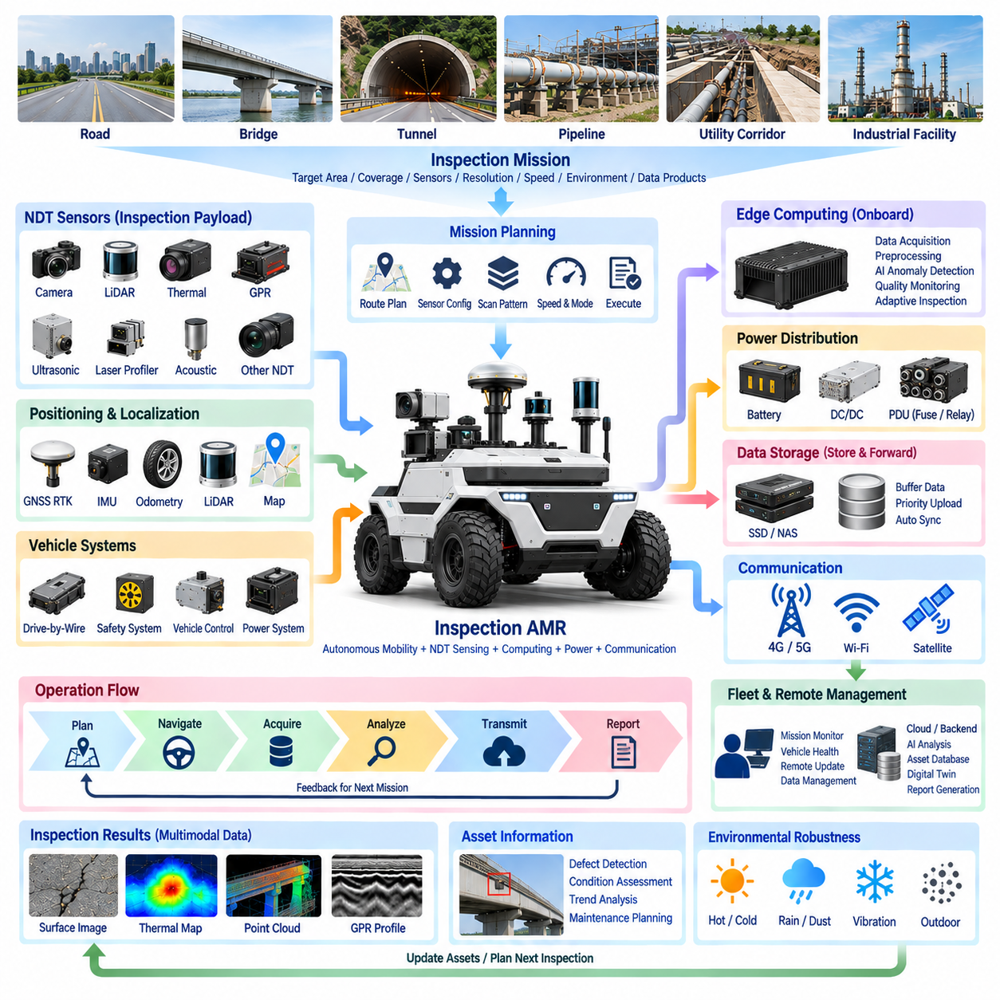 Road
Bridge
Tunnel
Pipeline
Utility Corridor
Industrial Facility
Inspection Mission
Target Area / Coverage / Sensors / Resolution / Speed / Environment / Data Products
NDT Sensors (Inspection Payload)
Camera
LiDAR
Thermal
GPR
Ultrasonic
Laser Profiler
Acoustic
Other NDT
Positioning & Localization
GNSS RTK
IMU
Odometry
LiDAR
Map
Vehicle Systems
Drive-by-Wire
Safety System
Vehicle Control
Power System
Mission Planning
Route Plan
Sensor Config
Scan Pattern
Speed & Mode
Execute
Inspection AMR
Autonomous Mobility + NDT Sensing + Computing + Power + Communication
Edge Computing (Onboard)
Data Acquisition
Preprocessing
AI Anomaly Detection
Quality Monitoring
Adaptive Inspection
Power Distribution
Battery
DC/DC
PDU (Fuse / Relay)
Data Storage (Store & Forward)
SSD / NAS
Buffer Data
Priority Upload
Auto Sync
Communication
4G / 5G
Wi-Fi
Satellite
Fleet & Remote Management
Mission Monitor
Vehicle Health
Remote Update
Data Management
Cloud / Backend
AI Analysis
Asset Database
Digital Twin
Report Generation
Operation Flow
Plan
Navigate
Acquire
Analyze
Transmit
Report
Feedback for Next Mission
Inspection Results (Multimodal Data)
Surface Image
Thermal Map
Point Cloud
GPR Profile
Asset Information
Defect Detection
Condition Assessment
Trend Analysis
Maintenance Planning
Environmental Robustness
Hot / Cold
Rain / Dust
Vibration
Outdoor
Update Assets / Plan Next Inspection